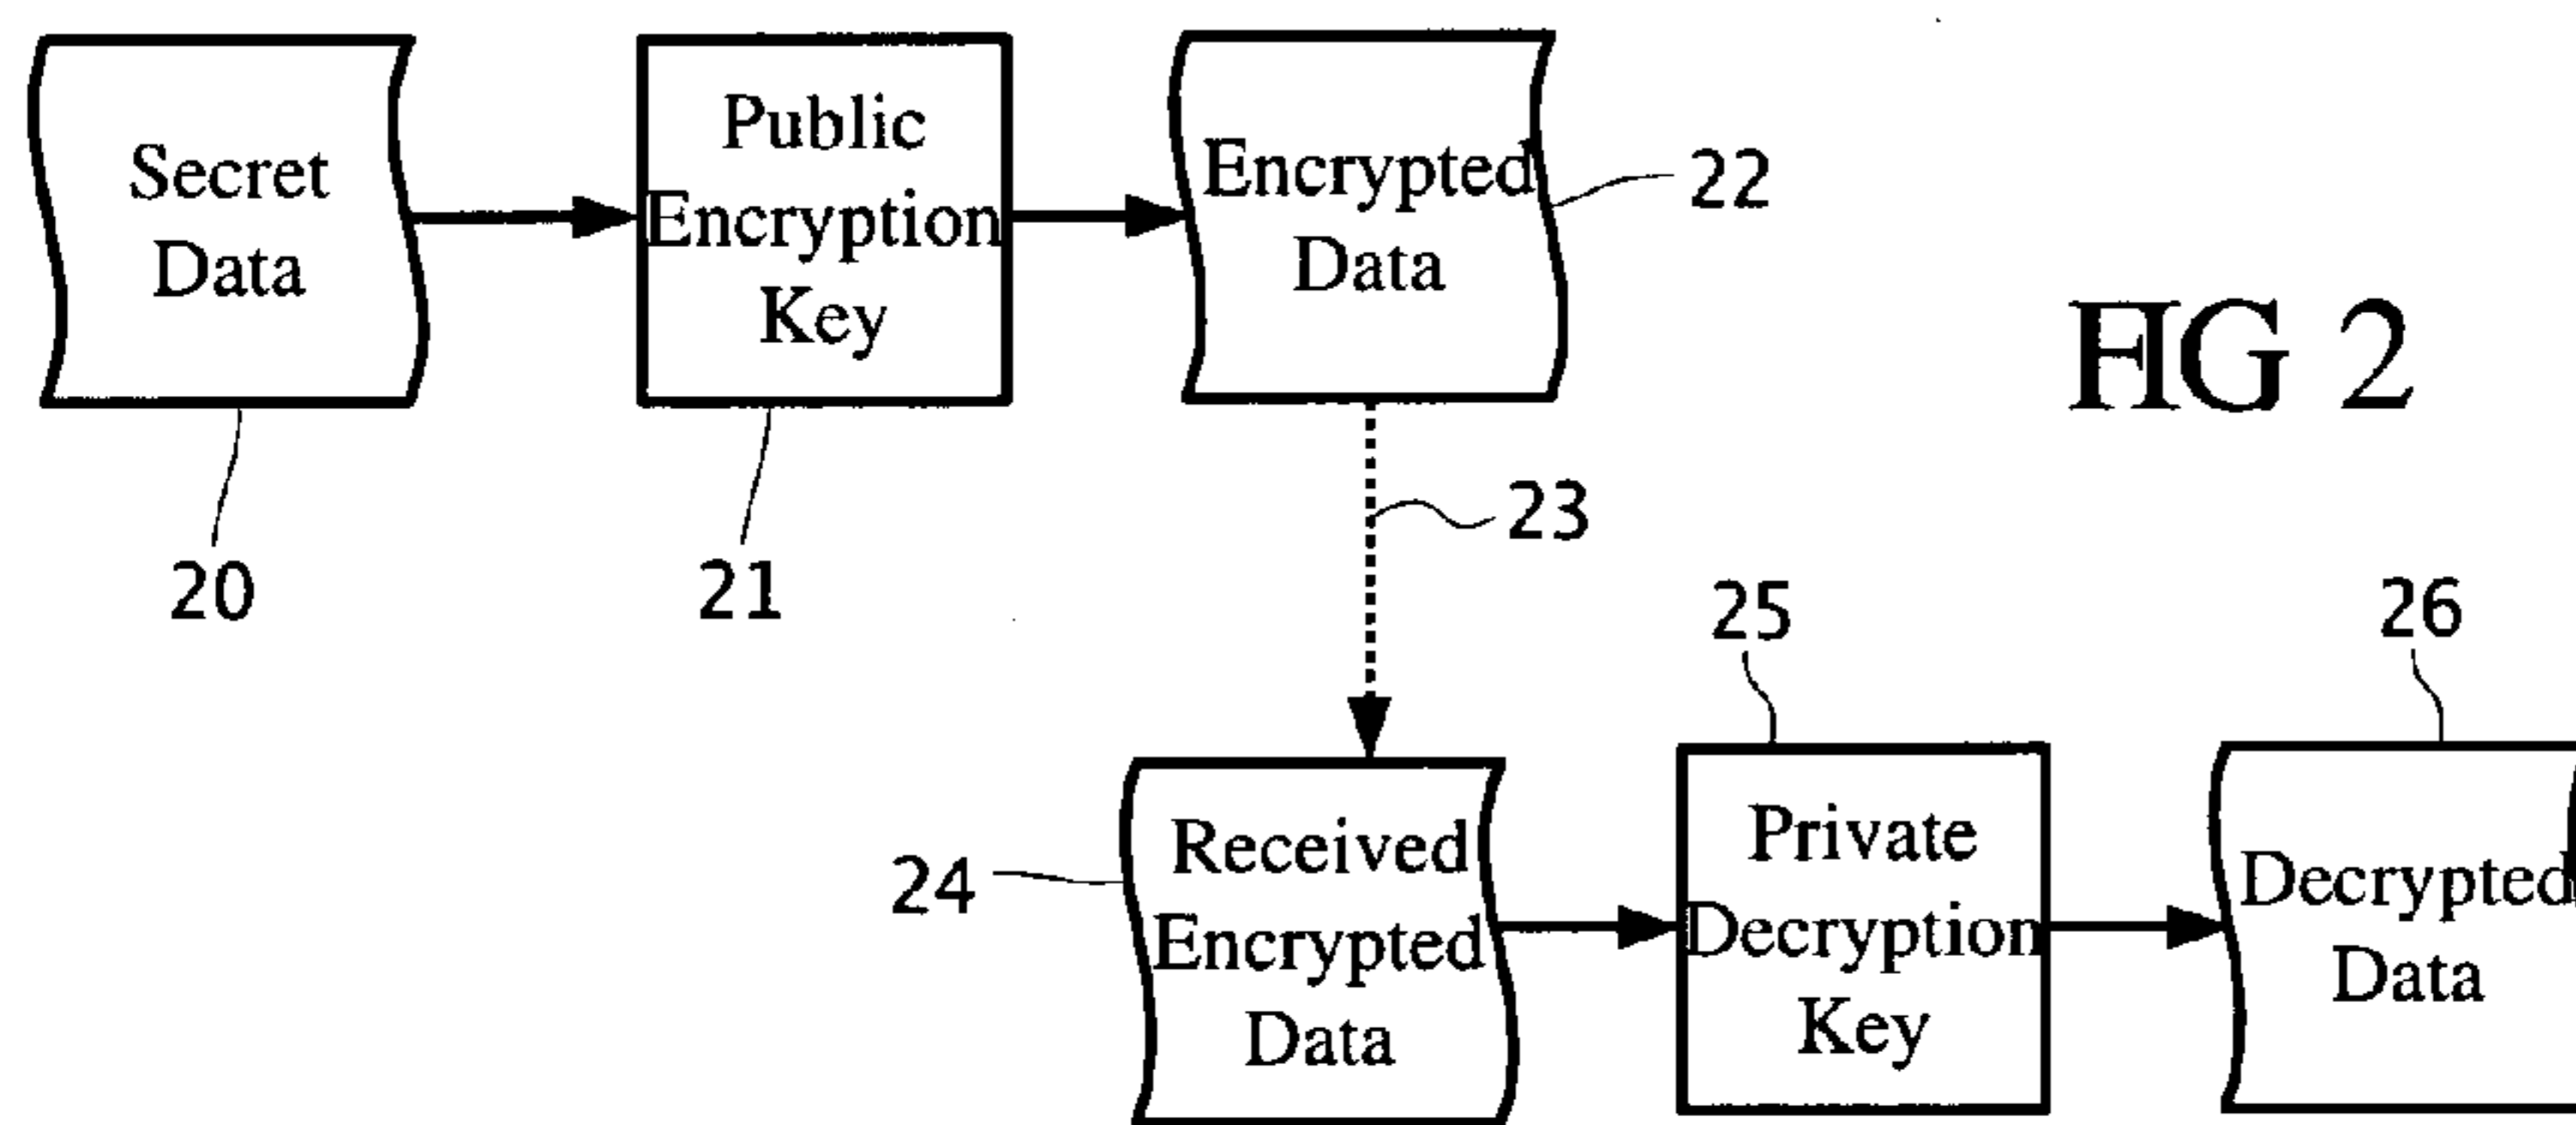 Secret
Data
Public
Encryption
Key
Encrypted
Data
22
FIG 2
20
21
23
25
26
24
Received
Encrypted
Data
Private
Decryption
Key
Decrypted
Data